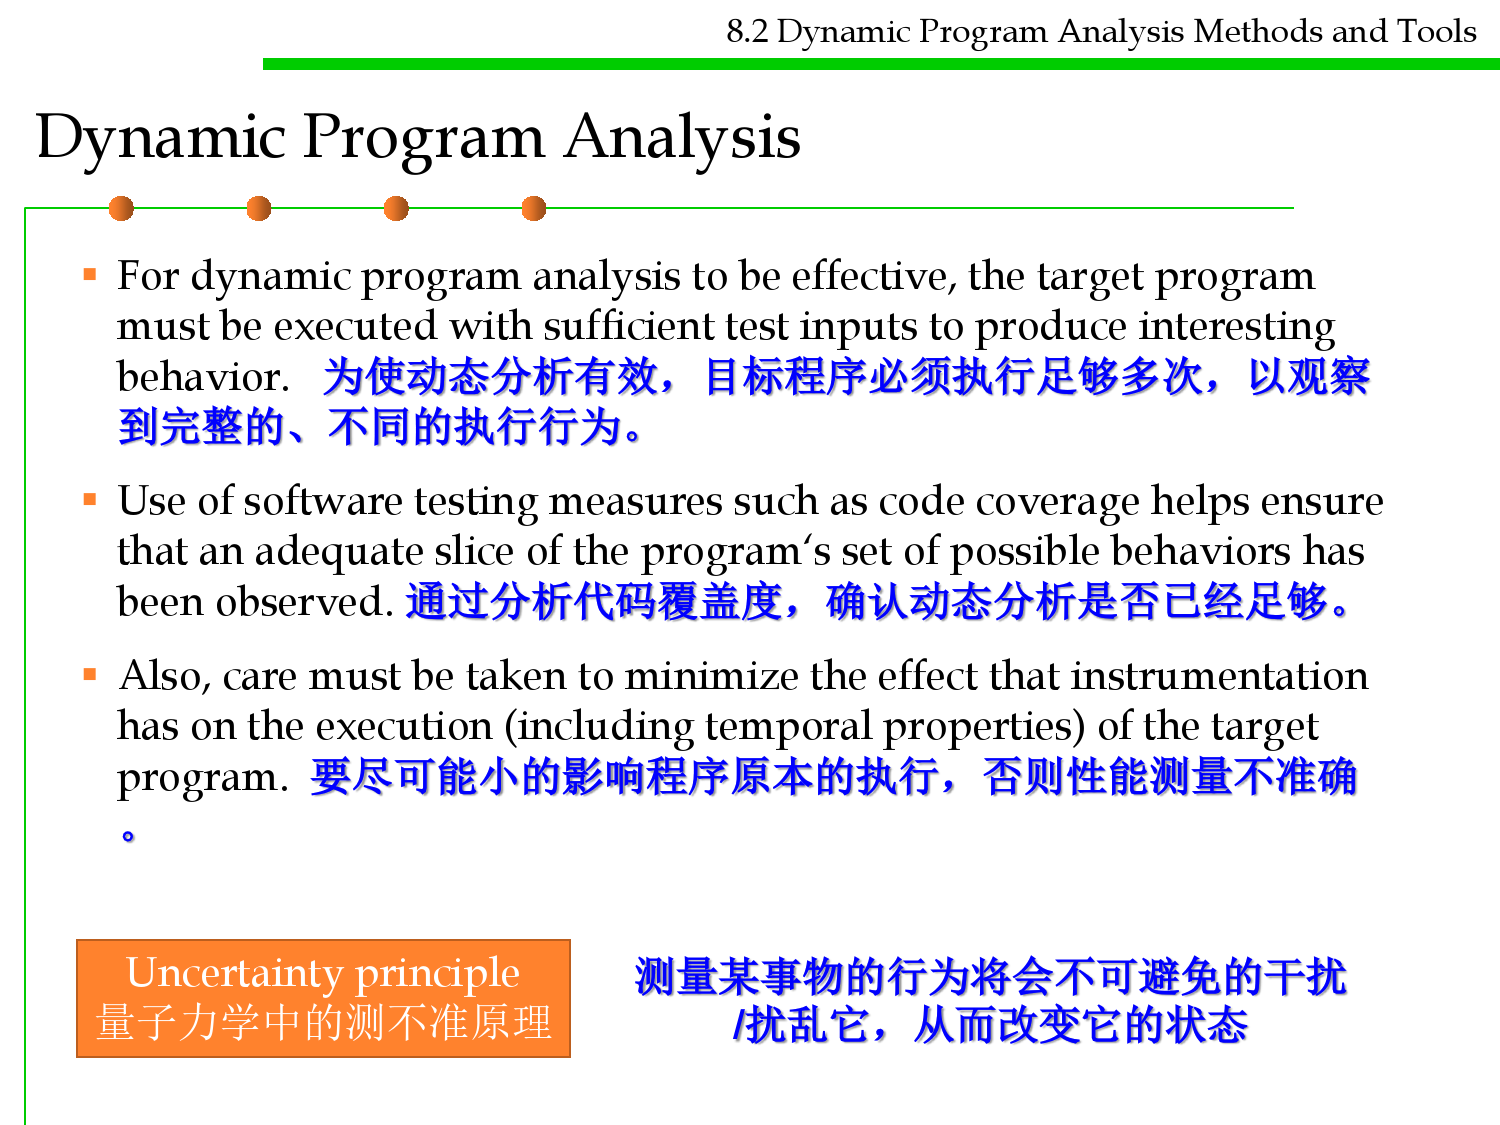 8.2 Dynamic Program Analysis Methods and Tools
Dynamic Program Analysis
For dynamic program analysis to be effective, the target program
must be executed with sufficient test inputs to produce interesting
behavior. 为使动态分析有效，目标程序必须执行足够多次，以观察
到完整的、不同的执行行为。
Use of software testing measures such as code coverage helps ensure
that an adequate slice of the program‘s set of possible behaviors has
been observed. 通过分析代码覆盖度，确认动态分析是否已经足够。
Also, care must be taken to minimize the effect that instrumentation
has on the execution (including temporal properties) of the target
program. 要尽可能小的影响程序原本的执行，否则性能测量不准确
。
Uncertainty principle
量子力学中的测不准原理
测量某事物的行为将会不可避免的干扰
/扰乱它，从而改变它的状态